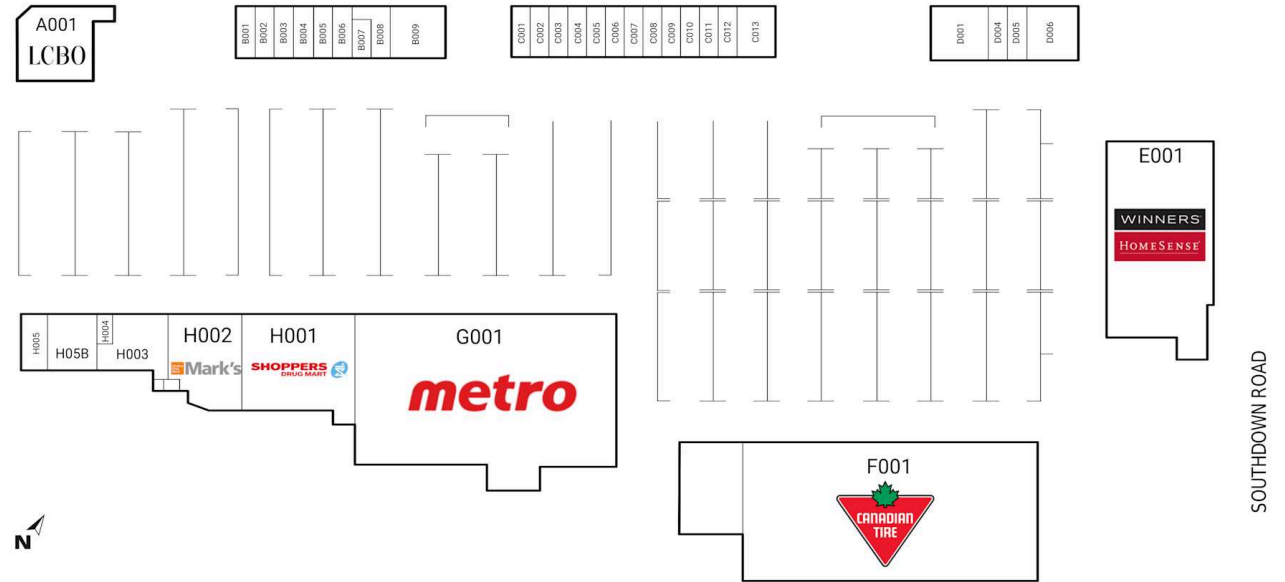 A001
LCBO
B001
B002
B003
B004
B005
B006
B007
B008
B009
C001
C002
C003
C004
C005
C006
C007
C008
C009
C010
C011
C012
C013
D001
D004
D005
D006
E001
WINNERS
HOMESENSE
H005
H05B
H004
H003
H002
Mark's
H001
SHOPPERS
DRUG MART
G001
metro
F001
CANADIAN
TIRE
SOUTHDOWN ROAD
N